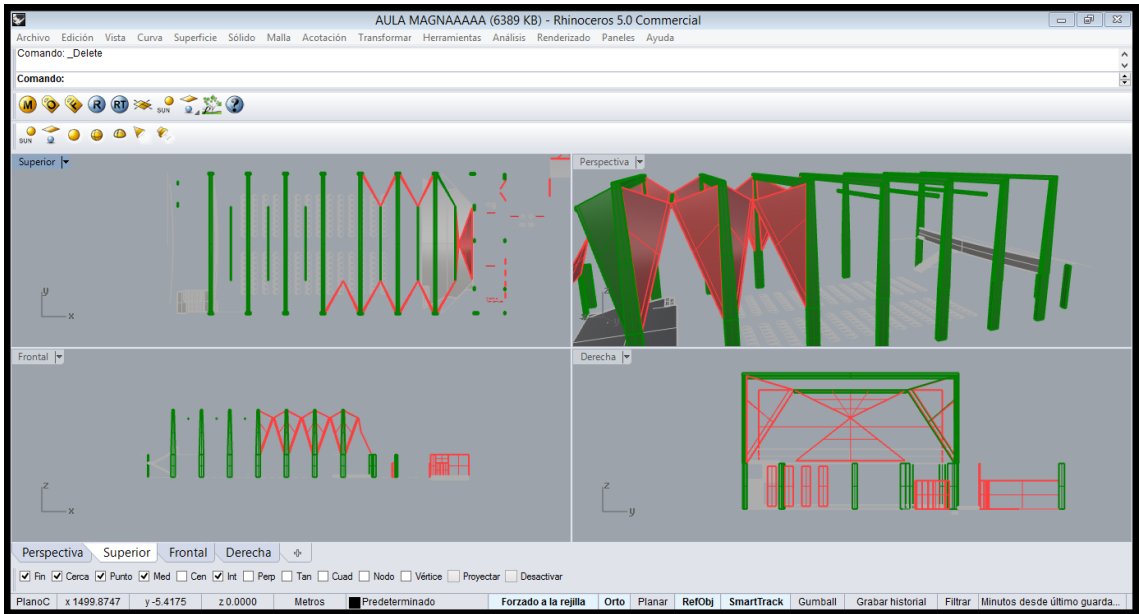 AULA MAGNAAAAA (6389 KB) - Rhinoceros 5.0 Commercial
Archivo Edición Vista Curva Superficie Sólido Malla Acotación Transformar Herramientas Análisis Renderizado Paneles Ayuda
Comando: _Delete
Comando:
M O F R RT SUN ?
SUN
Superior
Perspectiva
y
x
Frontal
Derecha
z
x
z
y
Perspectiva Superior Frontal Derecha
Fin Cerca Punto Med Cen Int Perp Tan Cuad Nodo Vértice Proyectar Desactivar
PlanoC x 1499.8747 y -5.4175 z 0.0000 Metros Predeterminado Forzado a la rejilla Orto Planar RefObj SmartTrack Gumball Grabar historial Filtrar Minutos desde último guarda...